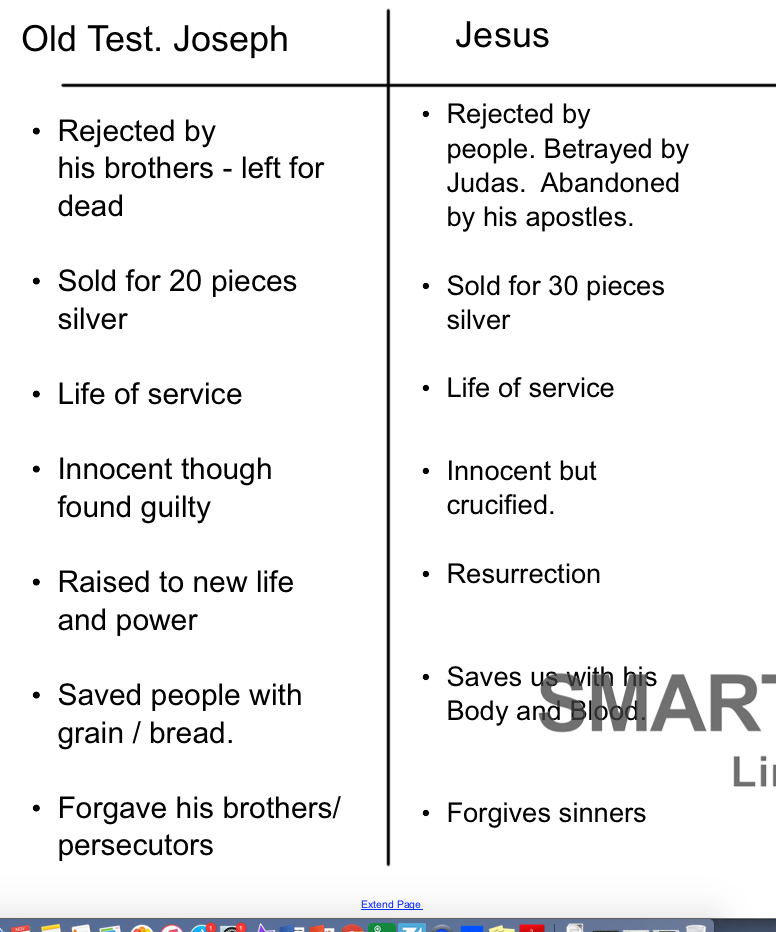 Old Test. Joseph
Jesus
• Rejected by
his brothers - left for
dead
• Sold for 20 pieces
silver
• Life of service
• Innocent though
found guilty
• Raised to new life
and power
• Saved people with
grain / bread.
• Forgave his brothers/
persecutors
• Rejected by
people. Betrayed by
Judas.  Abandoned
by his apostles.
• Sold for 30 pieces
silver
• Life of service
• Innocent but
crucified.
• Resurrection
• Saves us with his
Body and Blood.
• Forgives sinners
SMART
Li
Extend Page